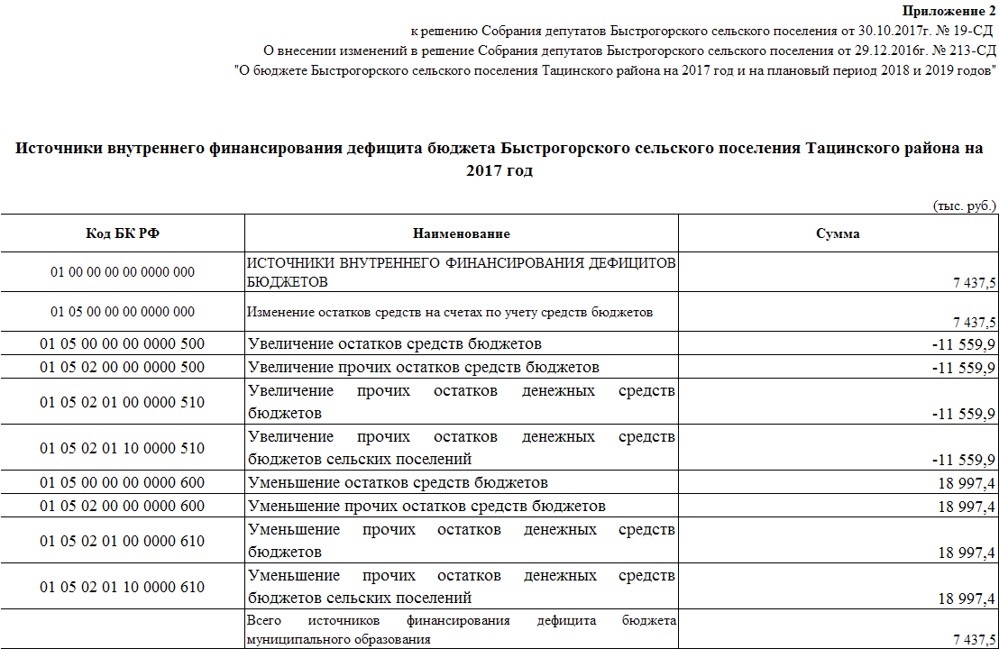 Приложение 2
к решению Собрания депутатов Быстрогорского сельского поселения от 30.10.2017г. № 19-СД
О внесении изменений в решение Собрания депутатов Быстрогорского сельского поселения от 29.12.2016г. № 213-СД
"О бюджете Быстрогорского сельского поселения Тацинского района на 2017 год и на плановый период 2018 и 2019 годов"
Источники внутреннего финансирования дефицита бюджета Быстрогорского сельского поселения Тацинского района на
2017 год
(тыс. руб.)
Код БК РФ Наименование Сумма
01 00 00 00 00 0000 000 ИСТОЧНИКИ ВНУТРЕННЕГО ФИНАНСИРОВАНИЯ ДЕФИЦИТОВ
БЮДЖЕТОВ 7 437,5
01 05 00 00 00 0000 000 Изменение остатков средств на счетах по учету средств бюджетов 7 437,5
01 05 00 00 00 0000 500 Увеличение остатков средств бюджетов -11 559,9
01 05 02 00 00 0000 500 Увеличение прочих остатков средств бюджетов -11 559,9
01 05 02 01 00 0000 510 Увеличение прочих остатков денежных средств
бюджетов -11 559,9
01 05 02 01 10 0000 510 Увеличение прочих остатков денежных средств
бюджетов сельских поселений -11 559,9
01 05 00 00 00 0000 600 Уменьшение остатков средств бюджетов 18 997,4
01 05 02 00 00 0000 600 Уменьшение прочих остатков средств бюджетов 18 997,4
01 05 02 01 00 0000 610 Уменьшение прочих остатков денежных средств
бюджетов 18 997,4
01 05 02 01 10 0000 610 Уменьшение прочих остатков денежных средств
бюджетов сельских поселений 18 997,4
Всего источников финансирования дефицита бюджета
муниципального образования 7 437,5